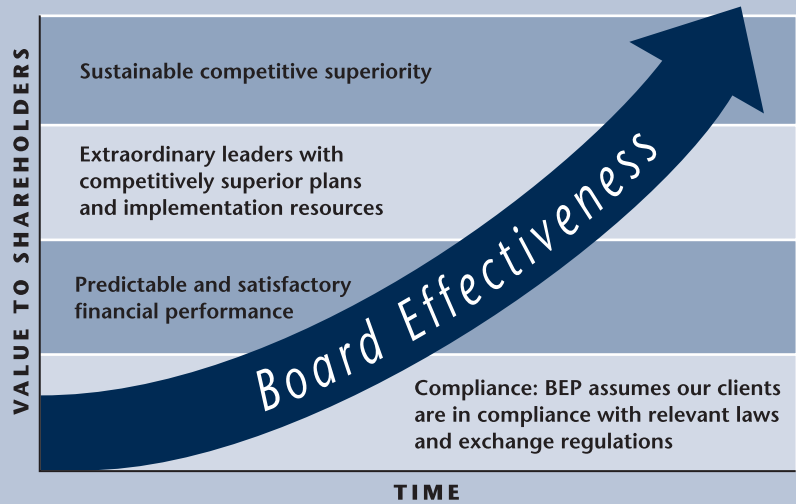 VALUE TO SHAREHOLDERS
Sustainable competitive superiority
Extraordinary leaders with
competitively superior plans
and implementation resources
Predictable and satisfactory
financial performance
Board Effectiveness
Compliance: BEP assumes our clients
are in compliance with relevant laws
and exchange regulations
TIME